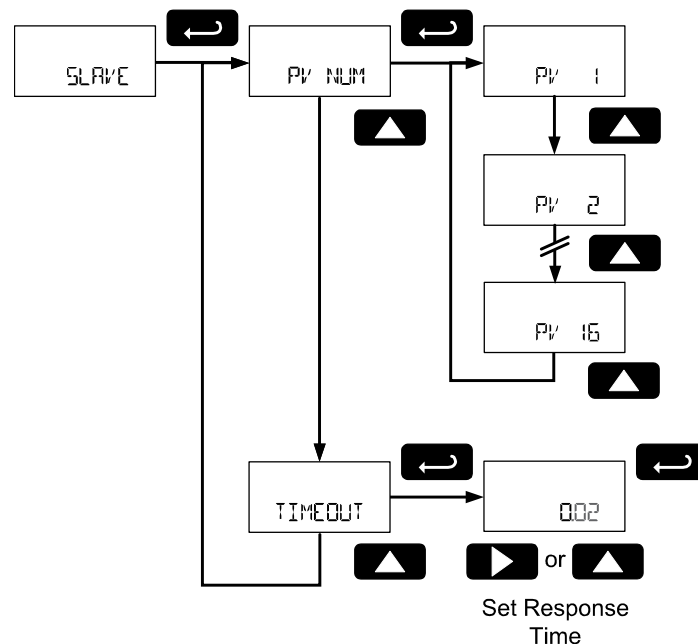 SLAVE
PV NUM
PV 1
PV 2
PV 16
TIMEOUT
0.02
or
Set Response
Time